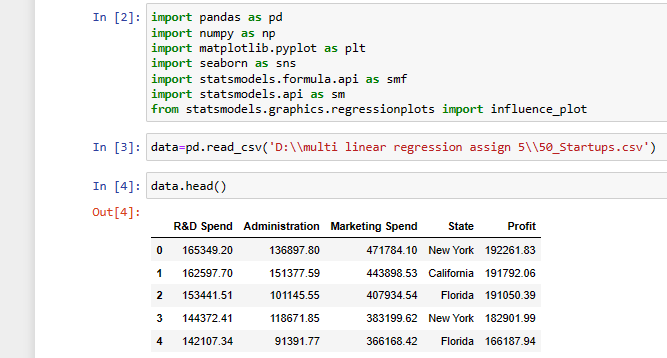 In [2]: import pandas as pd
import numpy as np
import matplotlib.pyplot as plt
import seaborn as sns
import statsmodels.formula.api as smf
import statsmodels.api as sm
from statsmodels.graphics.regressionplots import influence_plot
In [3]: data=pd.read_csv('D:\\multi linear regression assign 5\\50_Startups.csv')
In [4]: data.head()
Out[4]:
R&D Spend Administration Marketing Spend State Profit
0 165349.20 136897.80 471784.10 New York 192261.83
1 162597.70 151377.59 443898.53 California 191792.06
2 153441.51 101145.55 407934.54 Florida 191050.39
3 144372.41 118671.85 383199.62 New York 182901.99
4 142107.34 91391.77 366168.42 Florida 166187.94